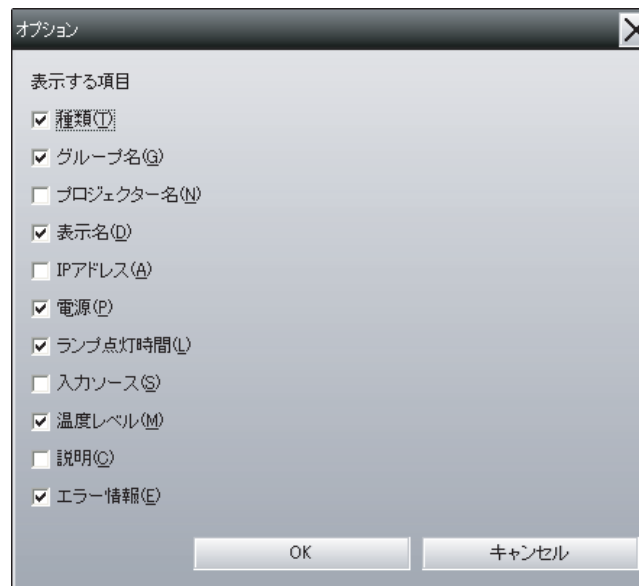 オプション
表示する項目
種類(T)
グループ名(G)
プロジェクター名(N)
表示名(D)
IPアドレス(A)
電源(P)
ランプ点灯時間(L)
入力ソース(S)
温度レベル(M)
説明(C)
エラー情報(E)
OK キャンセル